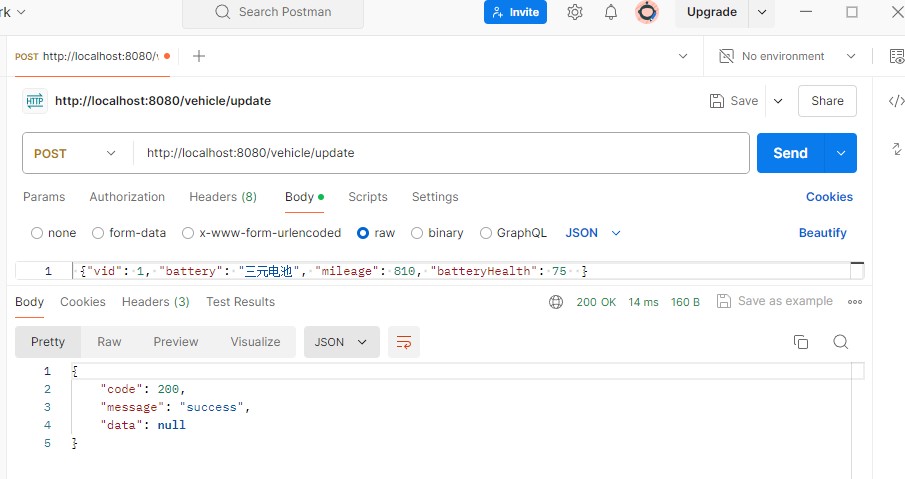 rk
Search Postman
Invite
Upgrade
POST http://localhost:8080/
No environment
HTTP http://localhost:8080/vehicle/update
Save
Share
POST http://localhost:8080/vehicle/update
Send
Params Authorization Headers (8) Body Scripts Settings Cookies
none form-data x-www-form-urlencoded raw binary GraphQL JSON Beautify
1 {"vid": 1, "battery": "三元电池", "mileage": 810, "batteryHealth": 75 }
Body Cookies Headers (3) Test Results 200 OK 14 ms 160 B Save as example
Pretty Raw Preview Visualize JSON
1 {
2 "code": 200,
3 "message": "success",
4 "data": null
5 }